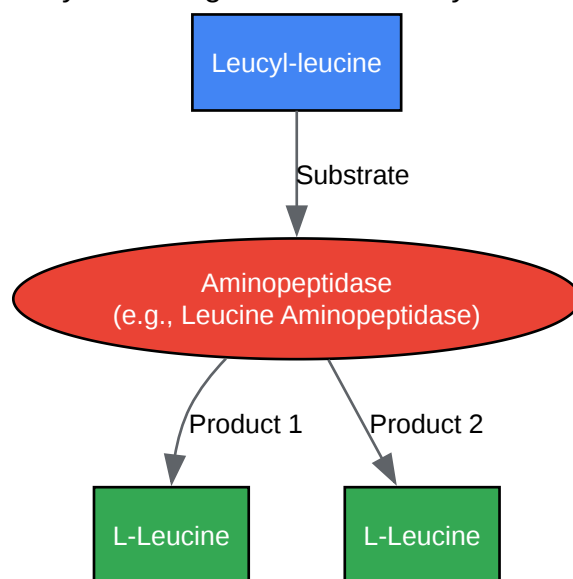 Leucyl-leucine
Substrate
Aminopeptidase
(e.g., Leucine Aminopeptidase)
Product 1
Product 2
L-Leucine
L-Leucine